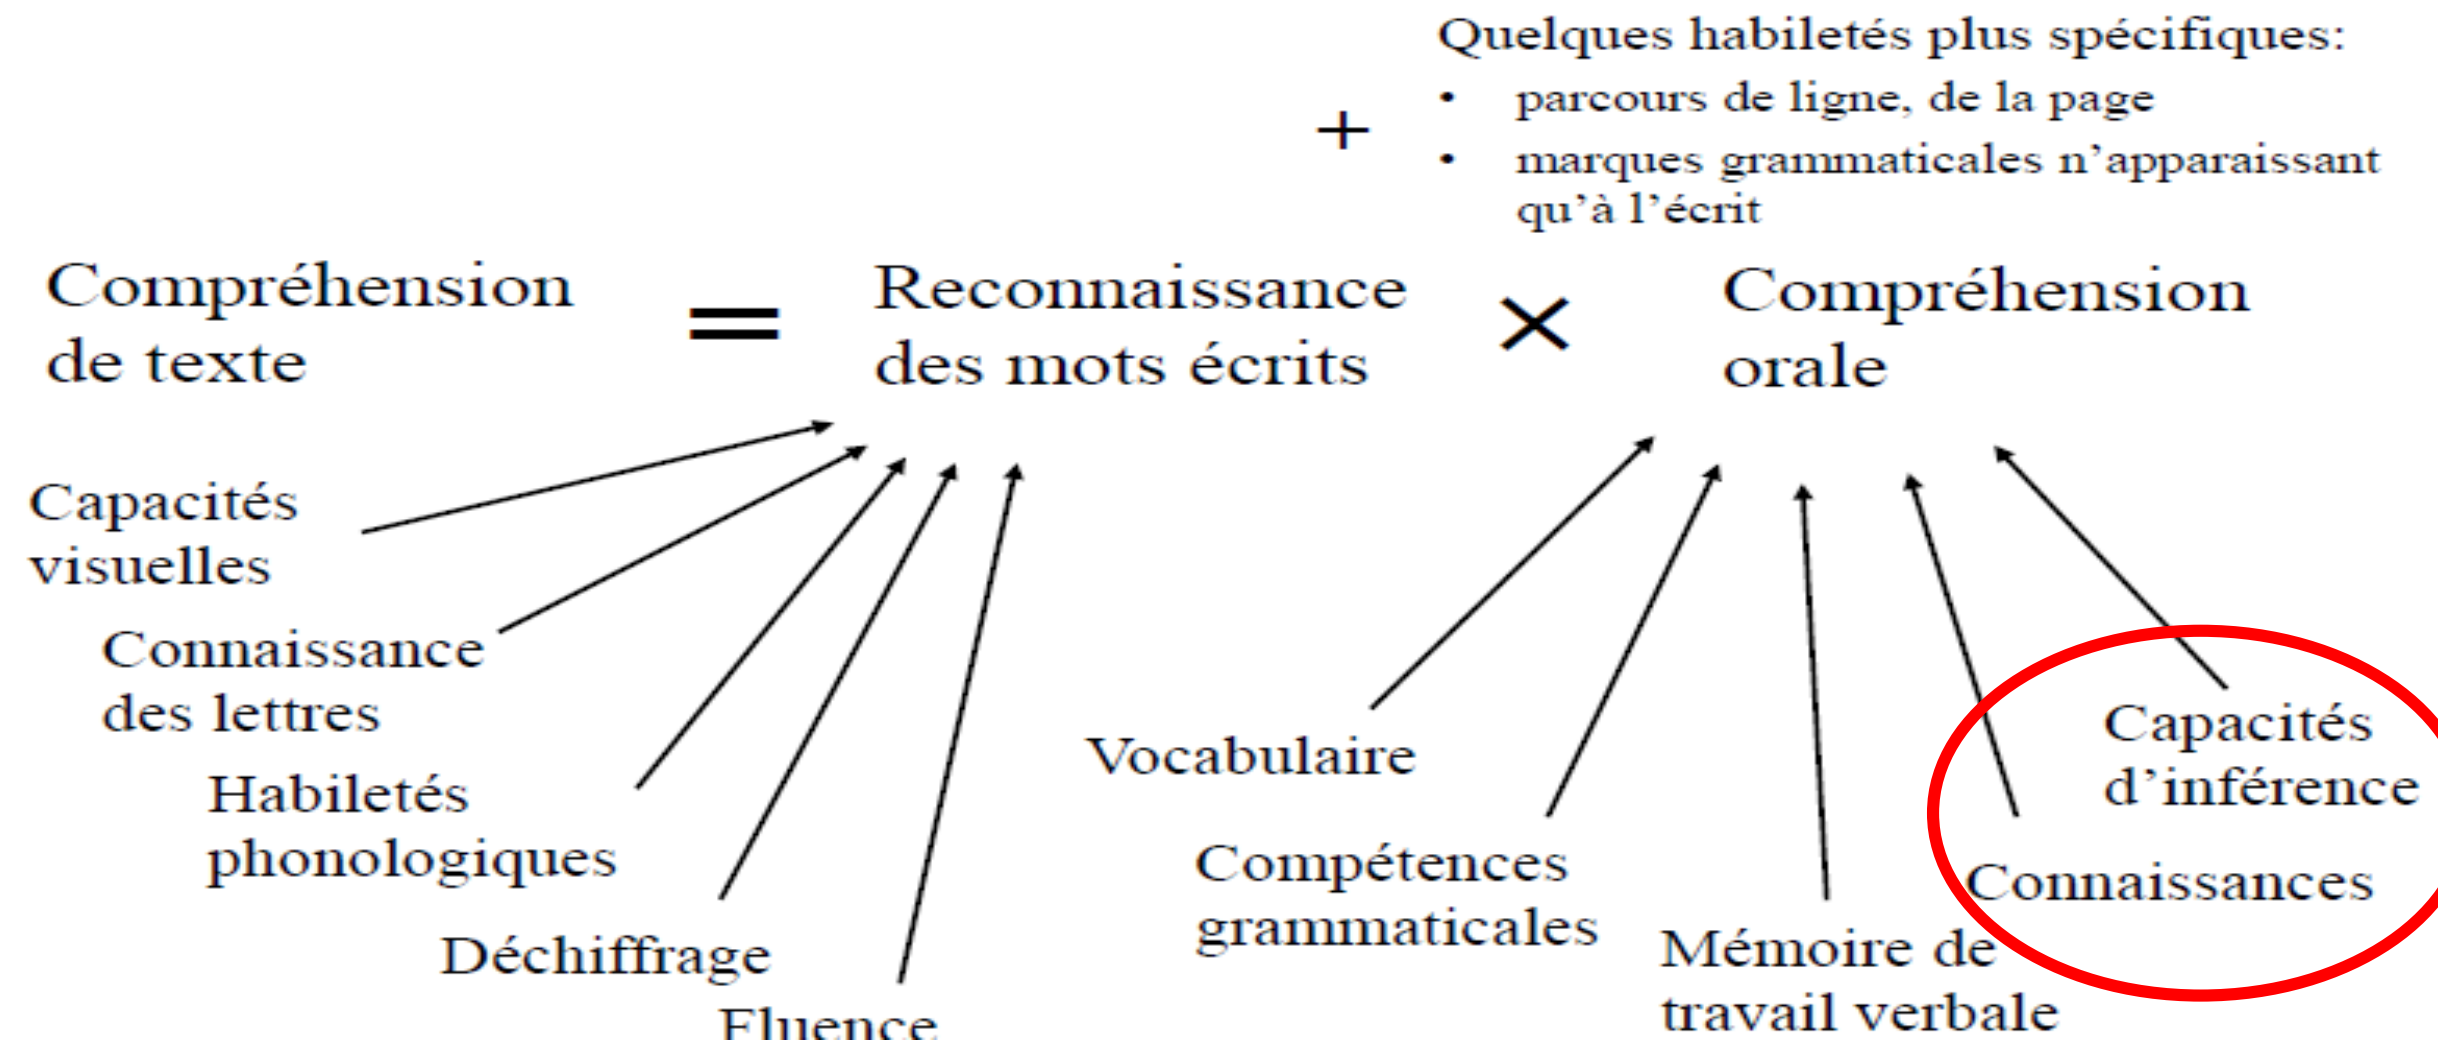 Quelques habiletés plus spécifiques:
+
• parcours de ligne, de la page
• marques grammaticales n'apparaissant
qu'à l'écrit
Compréhension
de texte
=
Reconnaissance
des mots écrits
×
Compréhension
orale
Capacités
visuelles
Connaissance
des lettres
Habiletés
phonologiques
Déchiffrage
Fluence
Vocabulaire
Compétences
grammaticales
Mémoire de
travail verbale
Connaissances
Capacités
d'inférence